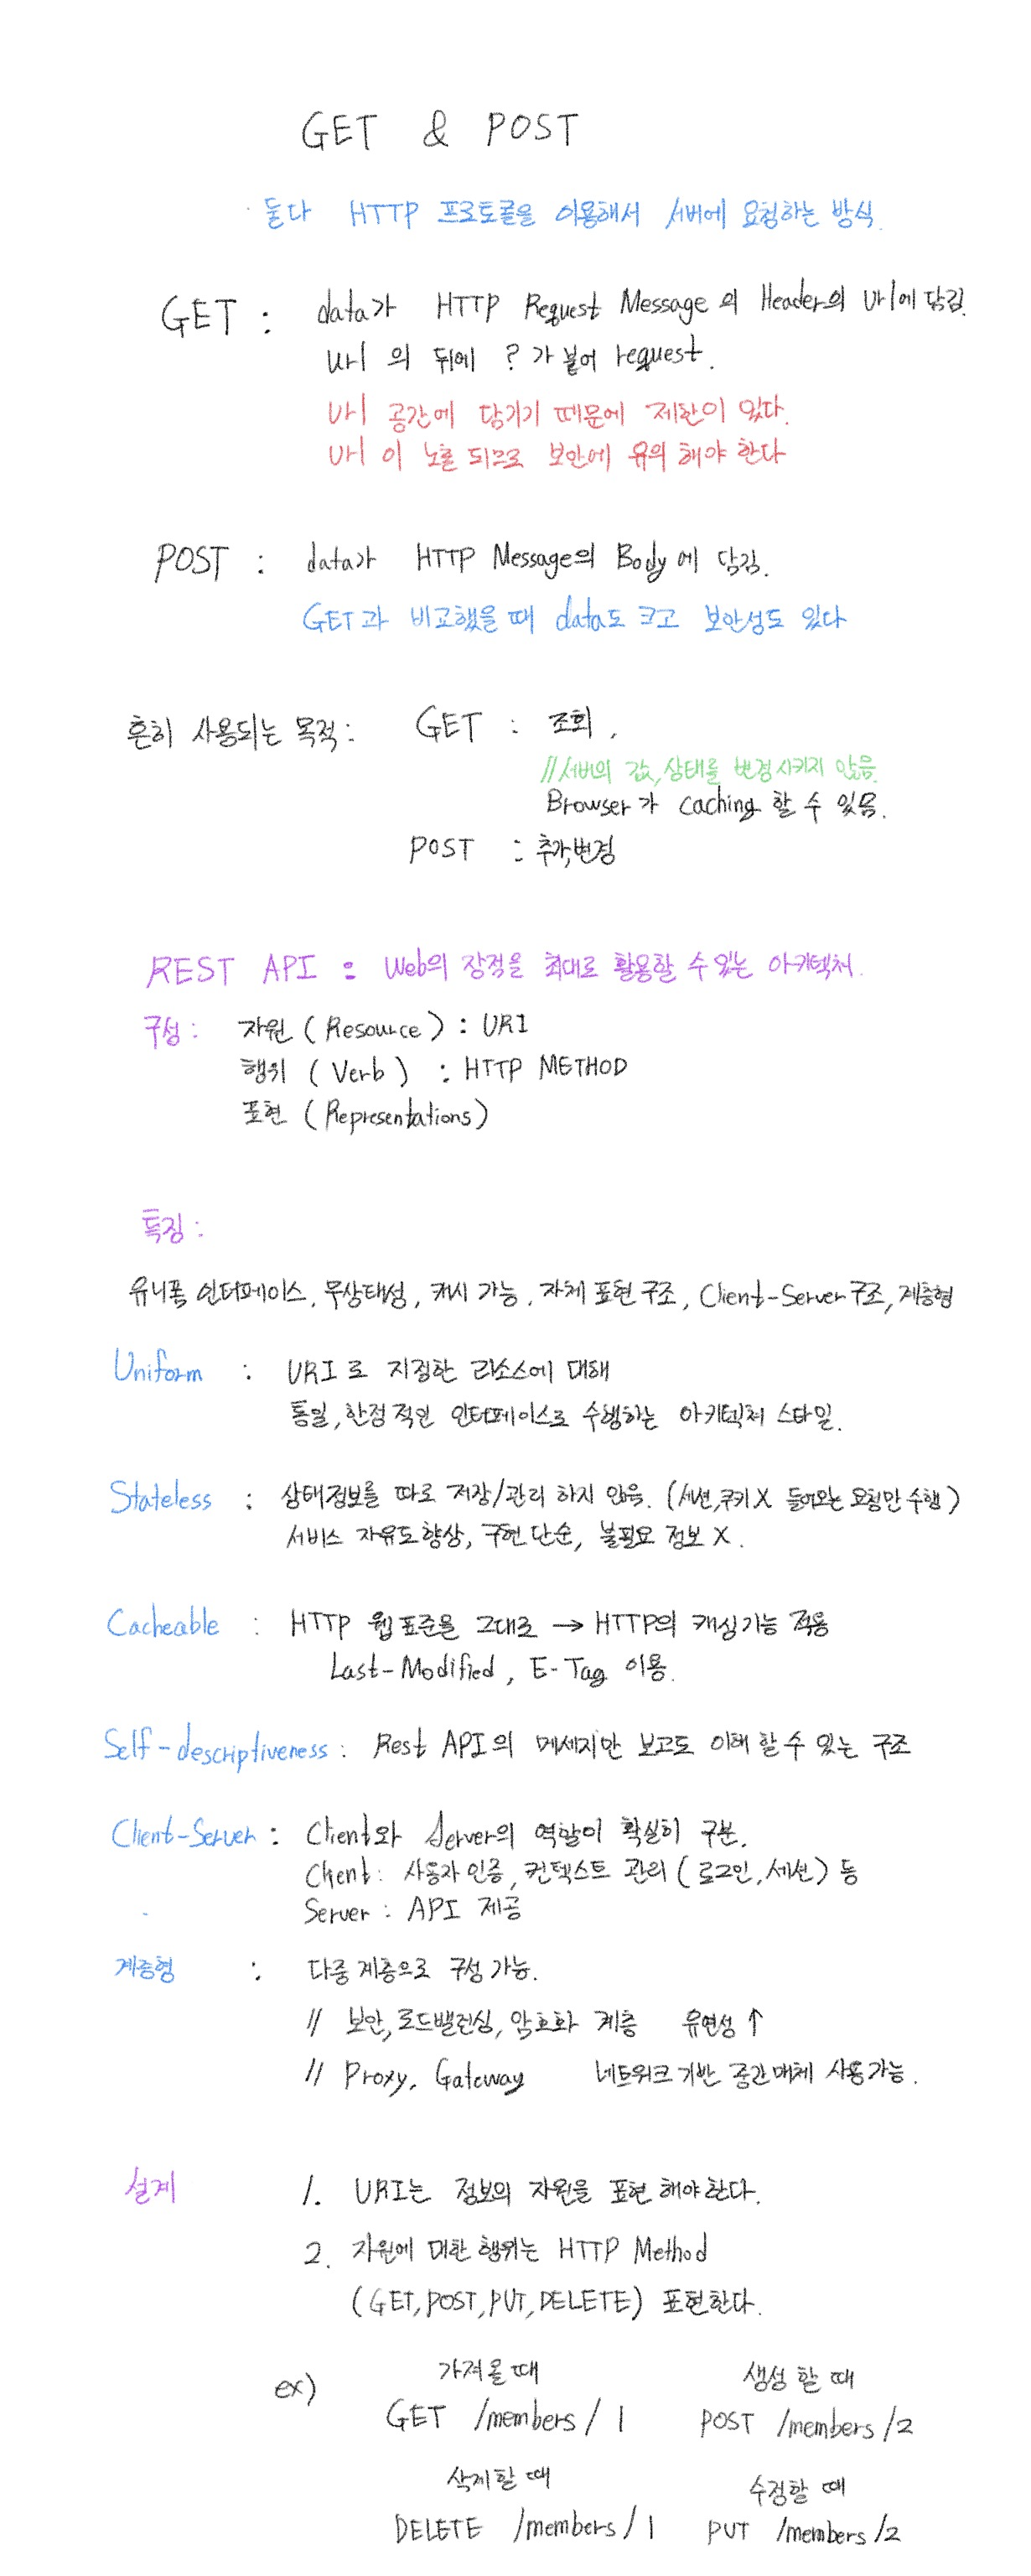 GET & POST
· 둘다 HTTP 프로토콜을 이용해서 서버에 요청하는 방식.
GET : data가 HTTP Request Message 의 Header의 url에 담김.
url 의 뒤에 ? 가 붙어 request.
url 공간에 담기기 때문에 제한이 있다.
url 이 노출 되므로 보안에 유의 해야 한다
POST : data가 HTTP Message의 Body 에 담김.
GET과 비교했을 때 data도 크고 보안성도 있다
흔히 사용되는 목적 : GET : 조회,
//서버의 값,상태를 변경시키지 않음.
Browser가 caching 할 수 있음.
POST : 추가,변경
REST API : Web의 장점을 최대로 활용할 수 있는 아키텍처.
구성 : 자원 (Resource) : URI
행위 (Verb) : HTTP METHOD
표현 (Representations)
특징 :
유니폼 인터페이스, 무상태성, 캐시 가능, 자체 표현 구조, Client-Server 구조, 계층형
Uniform : URI 로 지정한 리소스에 대해
통일, 한정적인 인터페이스로 수행하는 아키텍처 스타일.
Stateless : 상태정보를 따로 저장/관리 하지 않음. (세션,쿠키 X 들어오는 요청만 수행)
서비스 자유도 향상, 구현 단순, 불필요 정보 X.
Cacheable : HTTP 웹표준을 그대로 → HTTP의 캐싱기능 적용
Last-Modified, E-Tag 이용.
Self-descriptiveness : Rest API의 메세지만 보고도 이해 할 수 있는 구조
Client-Server : Client와 Server의 역할이 확실히 구분.
Client : 사용자 인증, 컨텍스트 관리 (로그인, 세션) 등
Server : API 제공
계층형 : 다중 계층으로 구성 가능.
// 보안, 로드밸런싱, 암호화 계층 유연성 ↑
// Proxy, Gateway 네트워크 기반 중간매체 사용가능.
설계 1. URI는 정보의 자원을 표현 해야한다.
2. 자원에 대한 행위는 HTTP Method
(GET, POST, PUT, DELETE) 표현한다.
ex) 가져올 때 생성 할 때
GET /members/1 POST /members/2
삭제할 때 수정할 때
DELETE /members/1 PUT /members/2